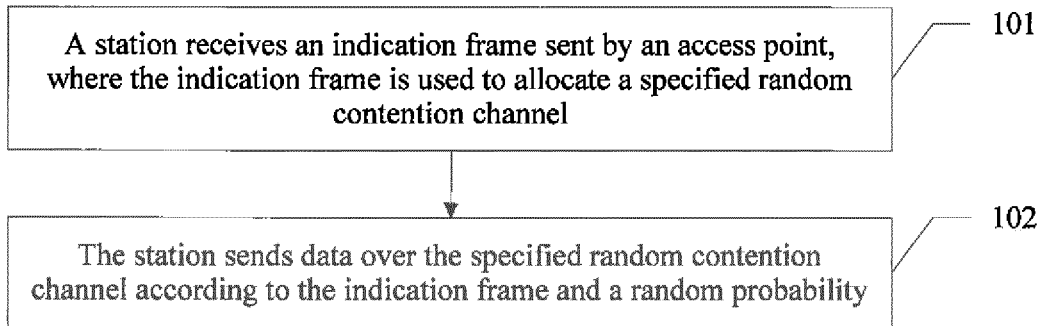 A station receives an indication frame sent by an access point,
where the indication frame is used to allocate a specified random
contention channel
101
The station sends data over the specified random contention
channel according to the indication frame and a random probability
102